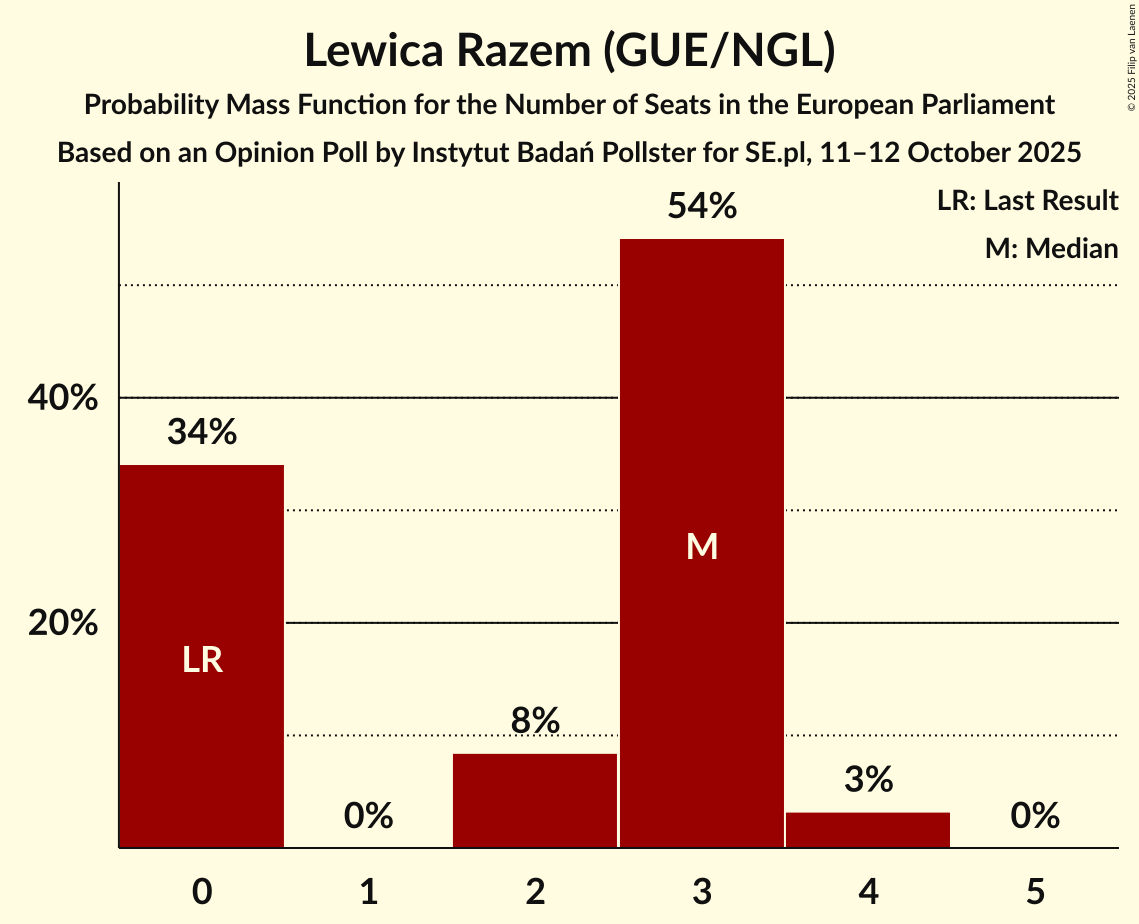 Lewica Razem (GUE/NGL)
Probability Mass Function for the Number of Seats in the European Parliament
Based on an Opinion Poll by Instytut Badań Pollster for SE.pl, 11–12 October 2025
© 2025 Filip van Laenen
LR: Last Result
M: Median
54%
40%
34%
M
20%
LR
8%
3%
0%
0%
0 1 2 3 4 5